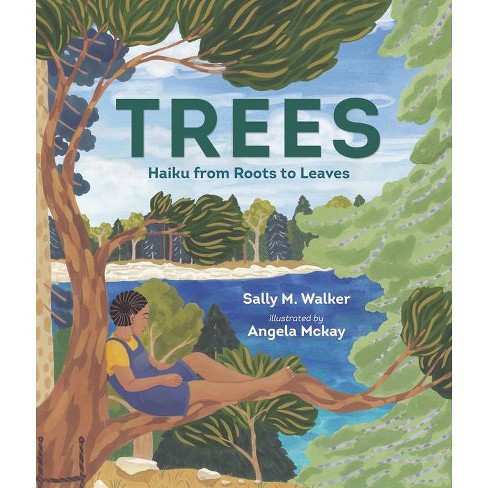 TREES
Haiku from Roots to Leaves
Sally M. Walker
illustrated by
Angela Mckay